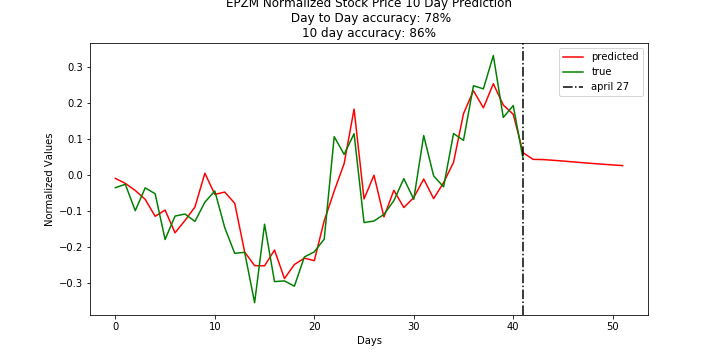 EPZM Normalized Stock Price 10 Day Prediction
Day to Day accuracy: 78%
10 day accuracy: 86%
predicted
true
april 27
Normalized Values
0.3
0.2
0.1
0.0
−0.1
−0.2
−0.3
0 10 20 30 40 50
Days